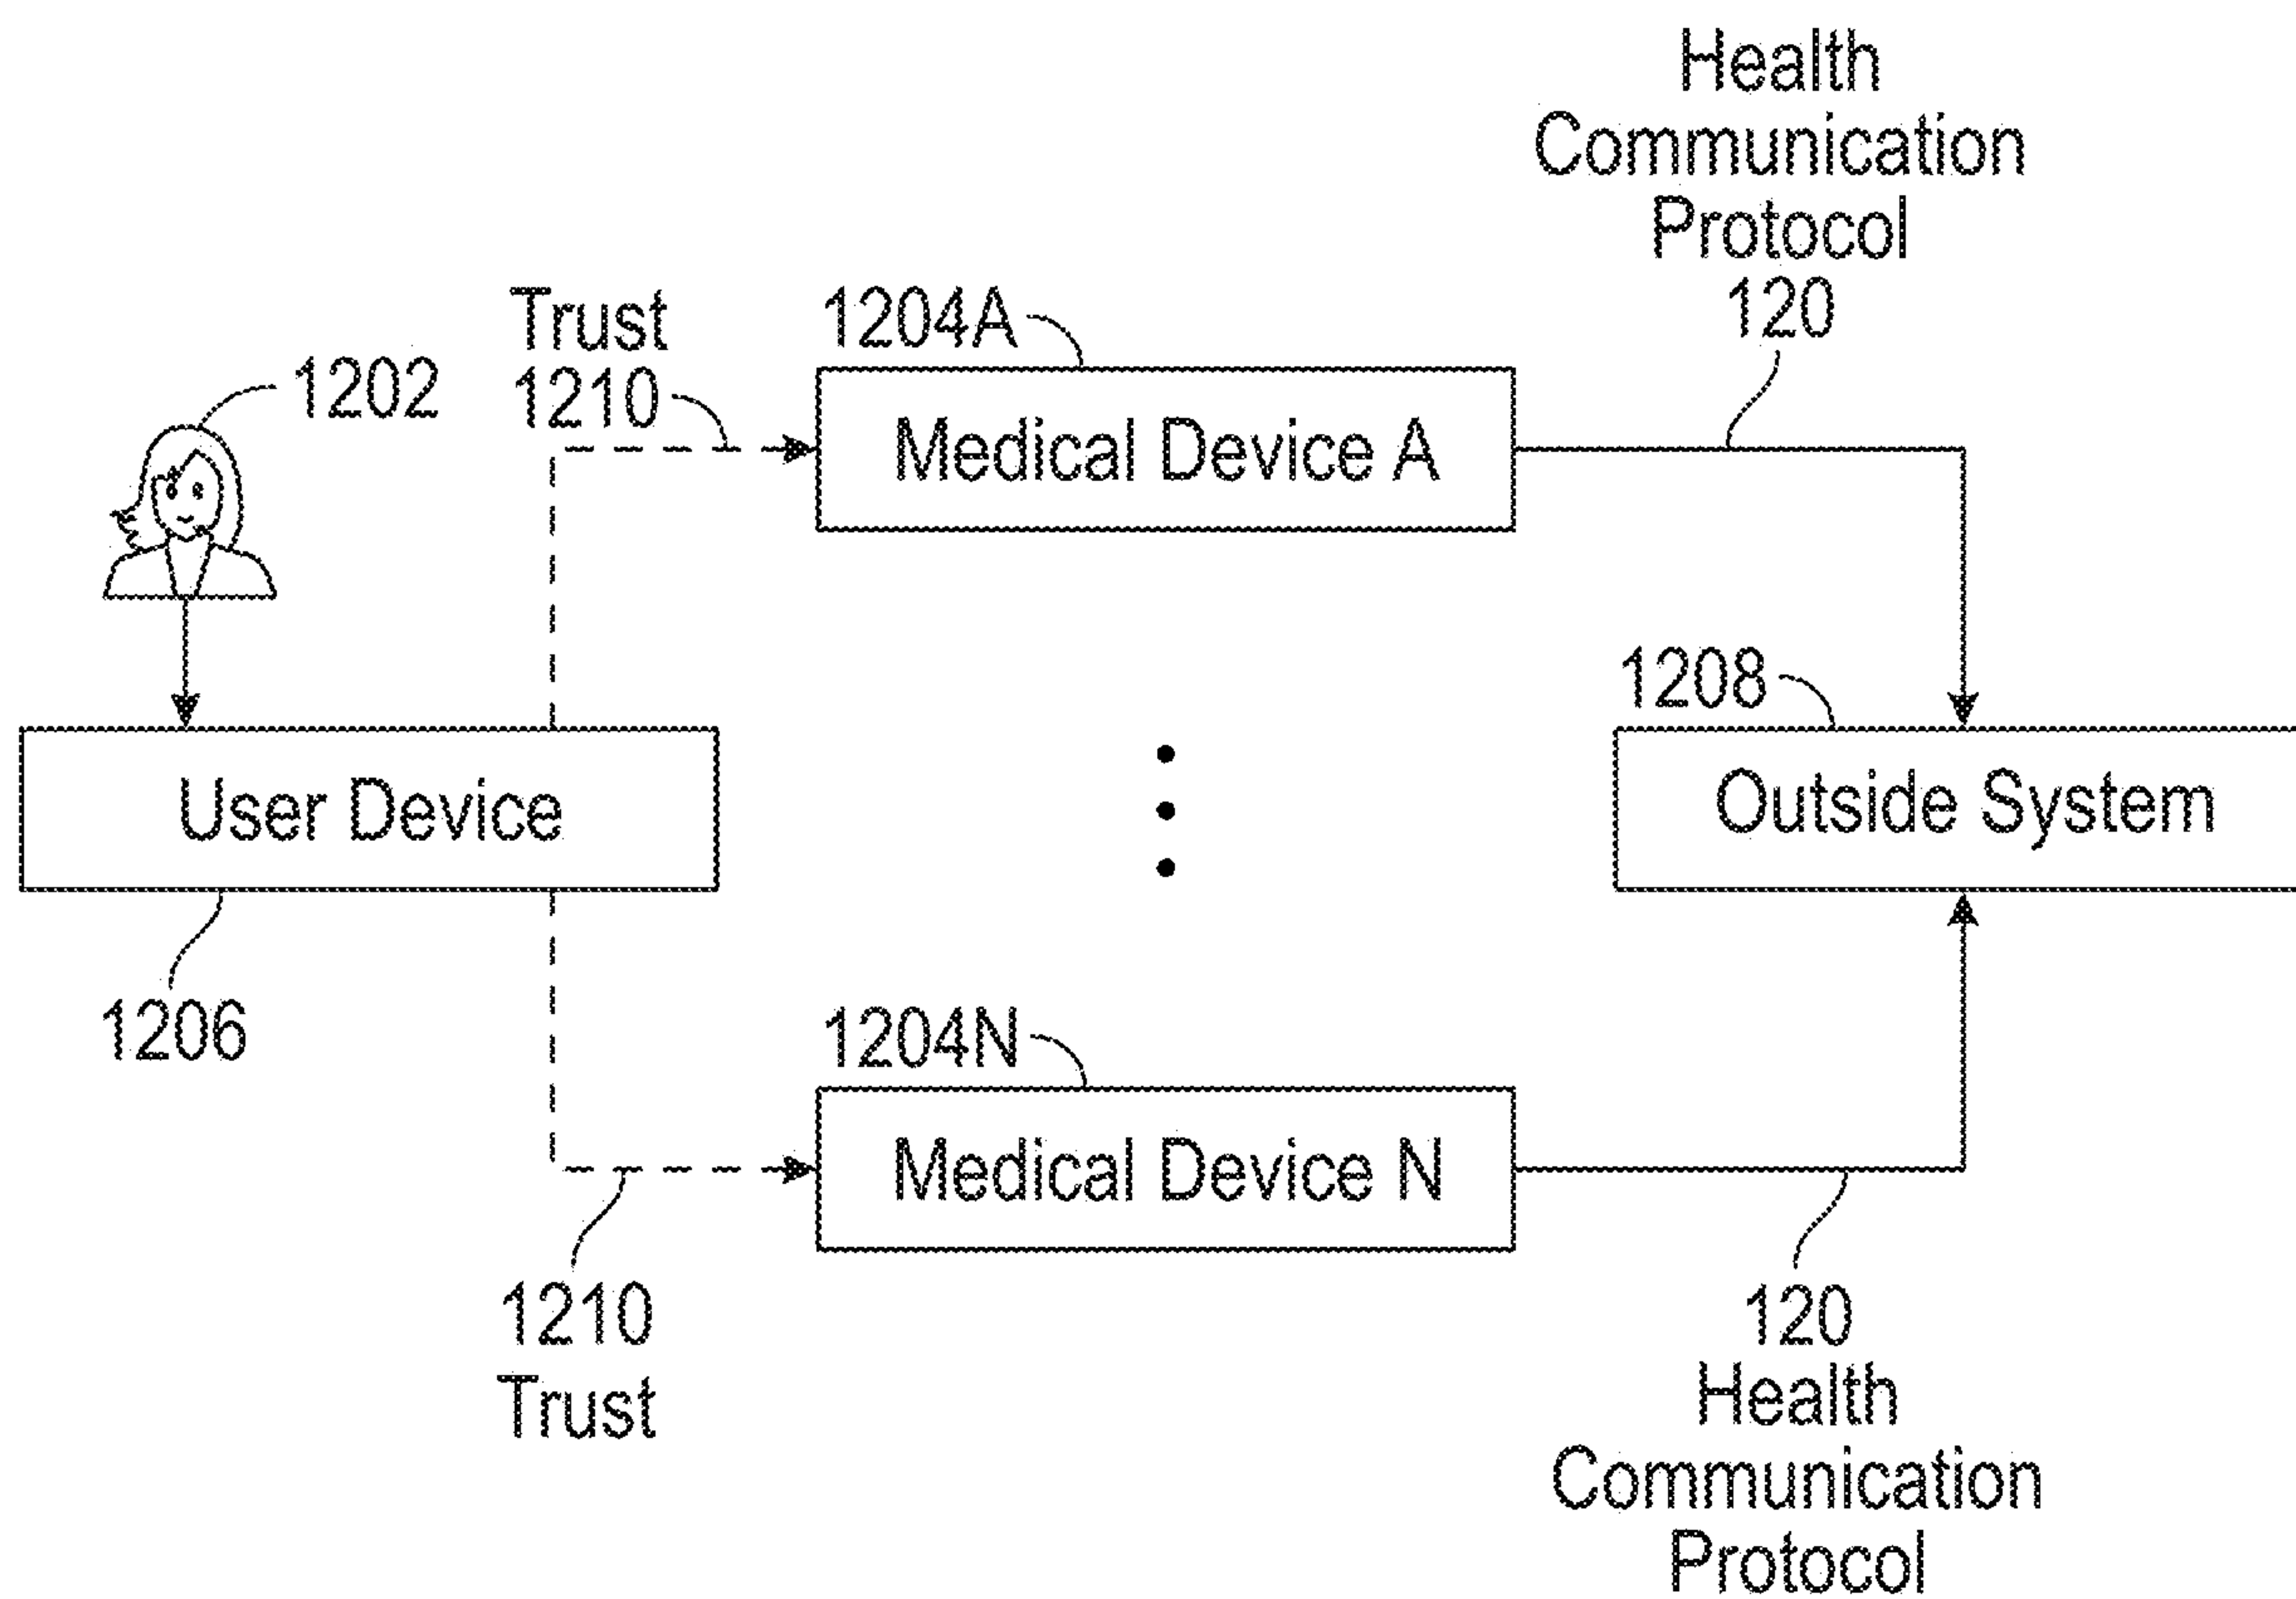 Health
Communication
Protocol
120
Trust
1210
1204A
1202
Medical Device A
1208
User Device
Outside System
1206
1204N
Medical Device N
1210
Trust
120
Health
Communication
Protocol